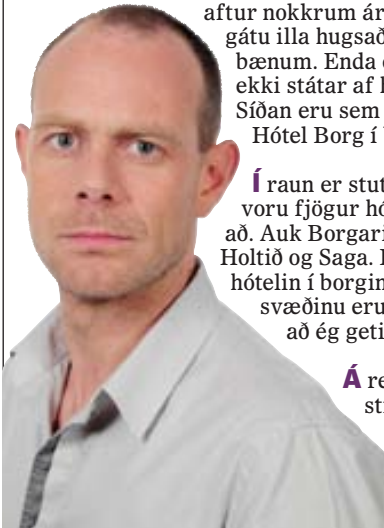 aftur nokkrum ár
gátu illa hugsað
bænum. Enda
ekki státar af
Síðan eru sem
Hótel Borg í
Í raun er stut
voru fjögur hó
að. Auk Borgari
Holtið og Saga.
hótelin í borgin
svæðinu eru
að ég geti
Á re
st